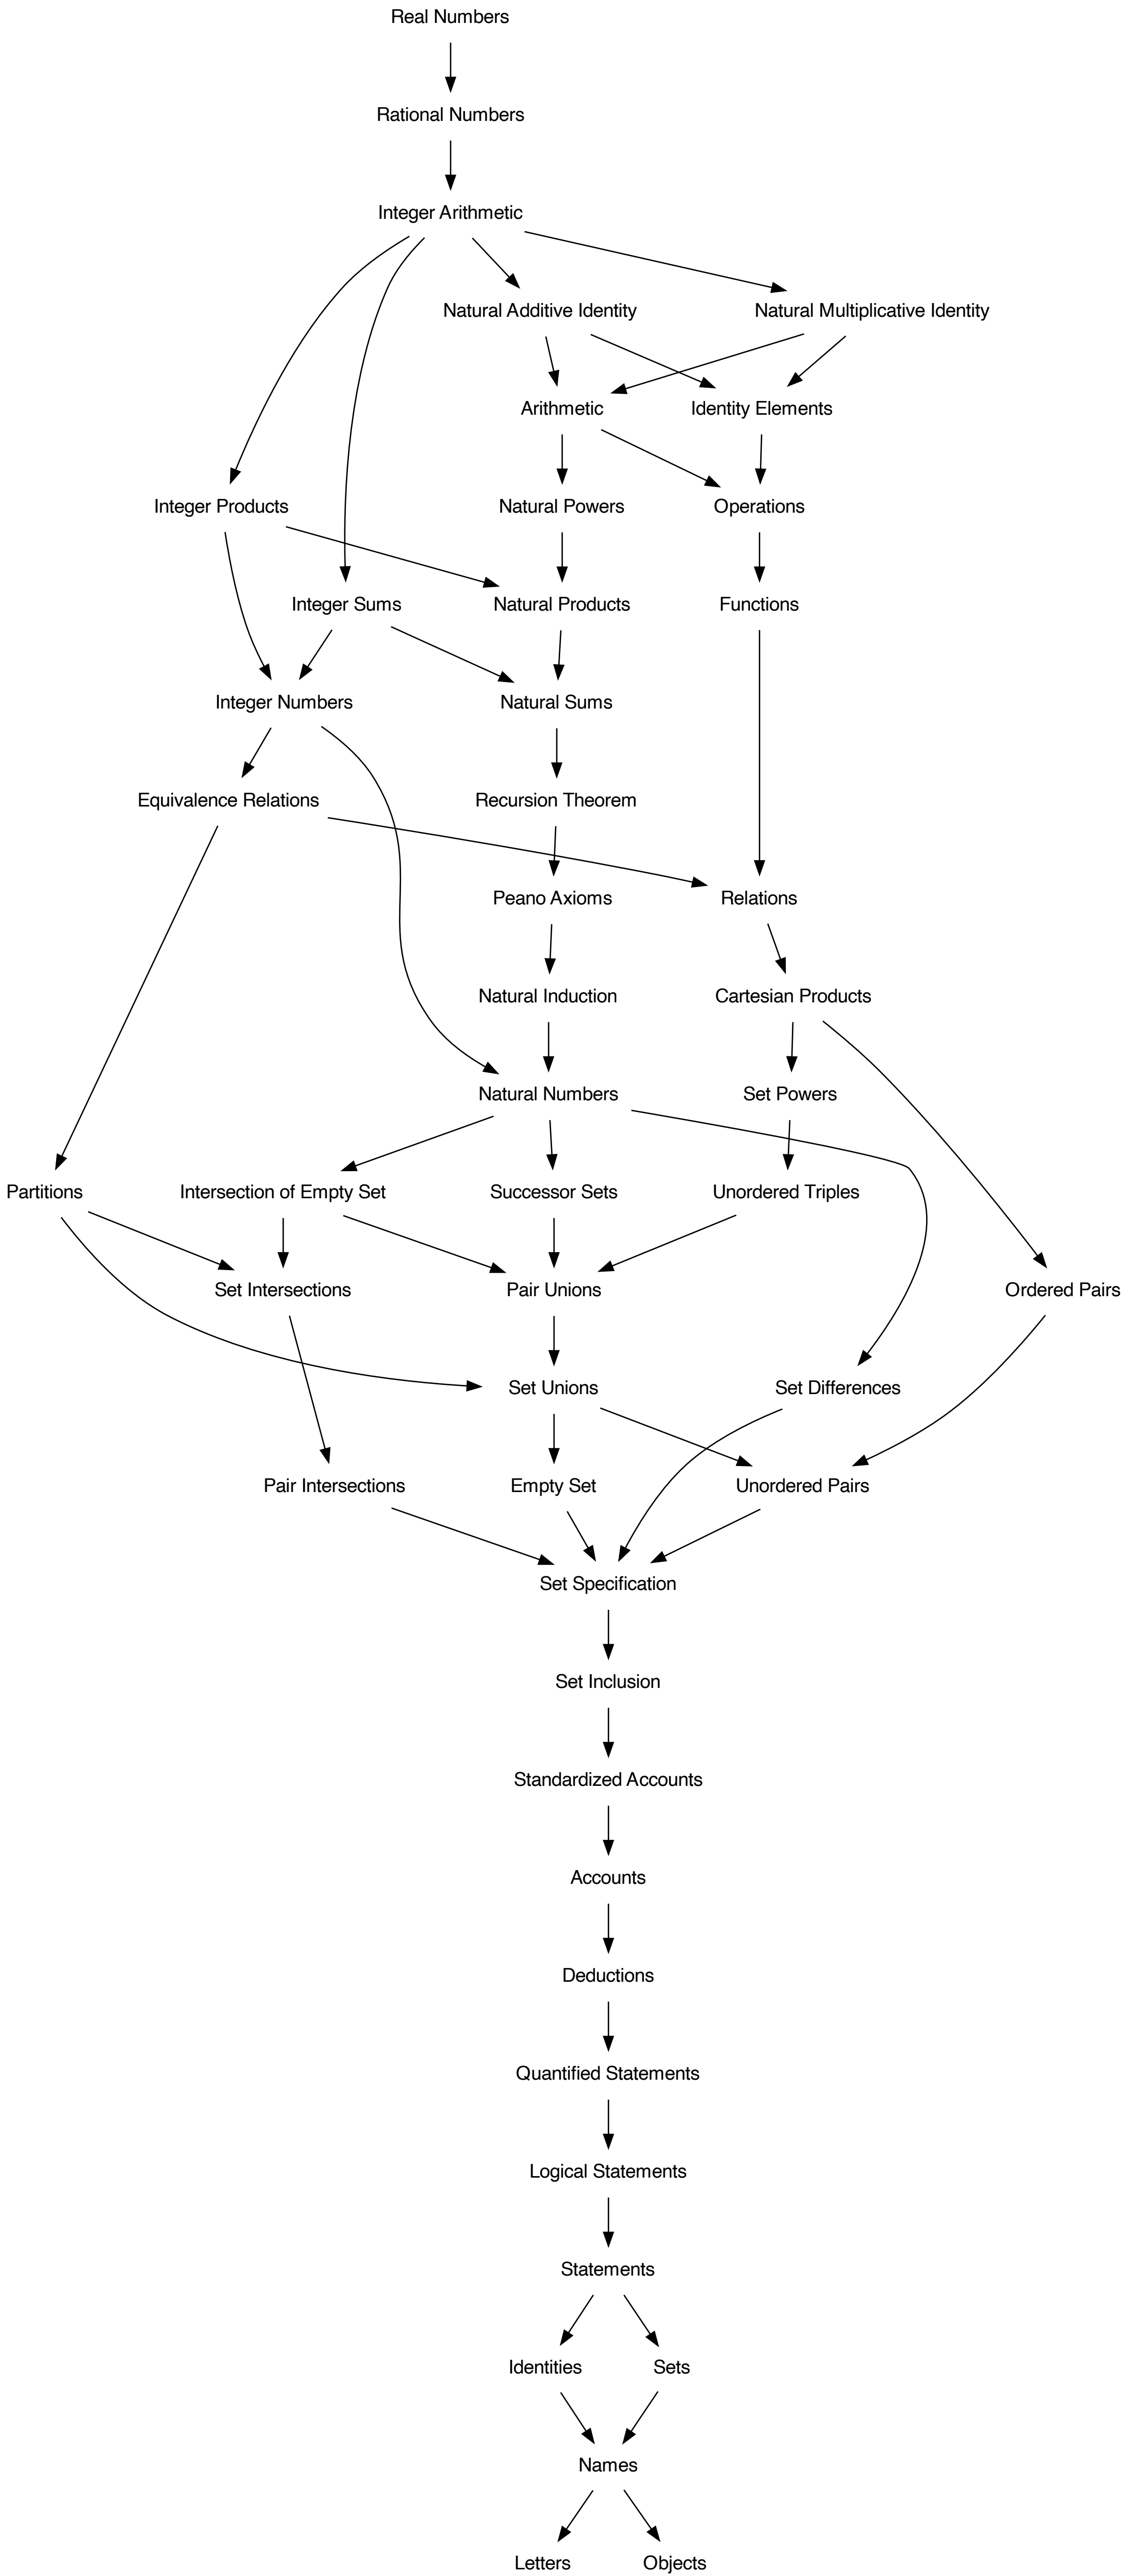 Real Numbers
Rational Numbers
Integer Arithmetic
Natural Additive Identity
Natural Multiplicative Identity
Arithmetic
Identity Elements
Integer Products
Natural Powers
Operations
Integer Sums
Natural Products
Functions
Integer Numbers
Natural Sums
Equivalence Relations
Recursion Theorem
Peano Axioms
Relations
Natural Induction
Cartesian Products
Natural Numbers
Set Powers
Partitions
Intersection of Empty Set
Successor Sets
Unordered Triples
Set Intersections
Pair Unions
Ordered Pairs
Set Unions
Set Differences
Pair Intersections
Empty Set
Unordered Pairs
Set Specification
Set Inclusion
Standardized Accounts
Accounts
Deductions
Quantified Statements
Logical Statements
Statements
Identities
Sets
Names
Letters
Objects